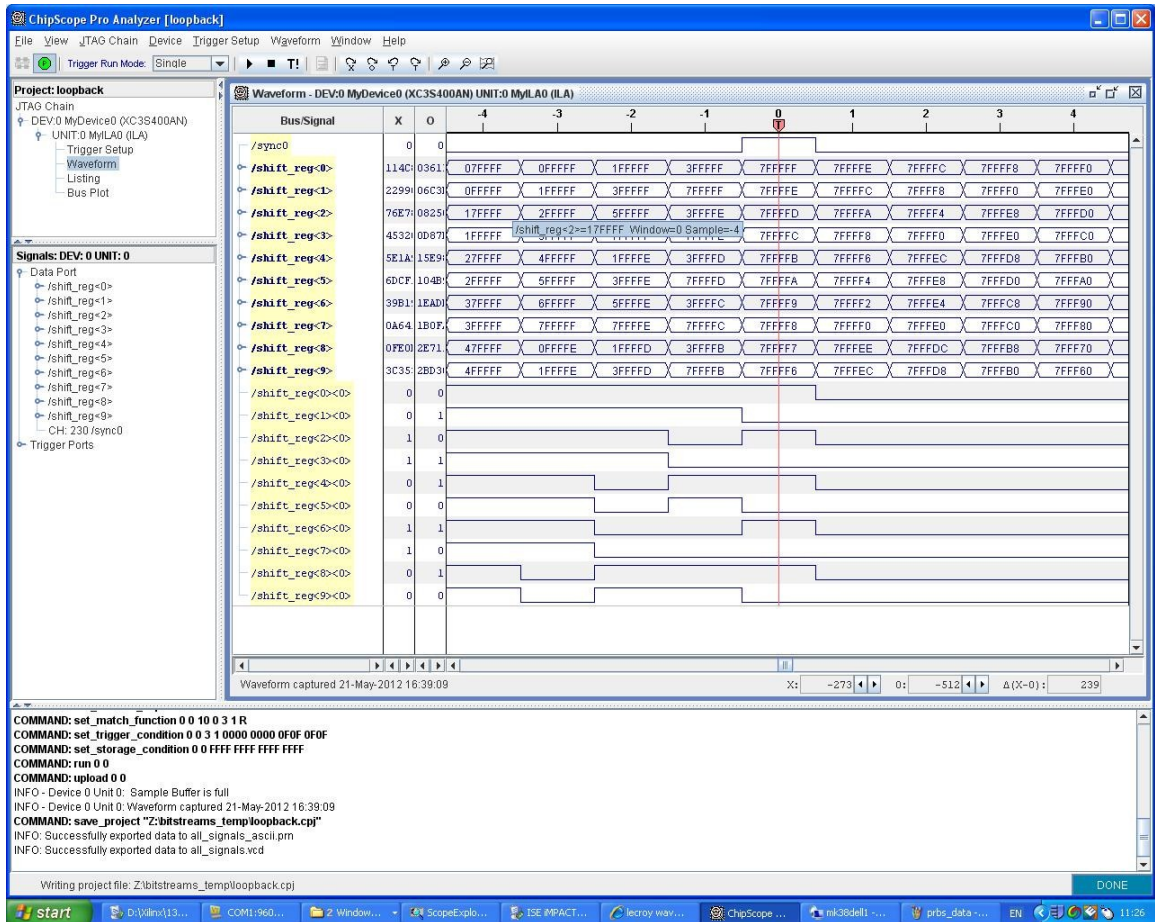 ChipScope Pro Analyzer [loopback]
File View JTAG Chain Device Trigger Setup Waveform Window Help
Trigger Run Mode: Single T!
Project: loopback
JTAG Chain
DEV:0 MyDevice0 (XC3S400AN)
UNIT:0 MyILA0 (ILA)
Trigger Setup
Waveform
Listing
Bus Plot
Signals: DEV: 0 UNIT: 0
Data Port
/shift_reg<0>
/shift_reg<1>
/shift_reg<2>
/shift_reg<3>
/shift_reg<4>
/shift_reg<5>
/shift_reg<6>
/shift_reg<7>
/shift_reg<8>
/shift_reg<9>
CH: 230 /sync0
Trigger Ports
Waveform - DEV:0 MyDevice0 (XC3S400AN) UNIT:0 MyILA0 (ILA)
Bus/Signal X O -4 -3 -2 -1 0 1 2 3 4
T
/sync0 0 0
/shift_reg<0> 07FFFF 0FFFFF 1FFFFF 3FFFFF 7FFFFF 7FFFFE 7FFFFC 7FFFF8 7FFFF0
/shift_reg<1> 0FFFFF 1FFFFF 3FFFFF 7FFFFF 7FFFFE 7FFFFC 7FFFF8 7FFFF0 7FFFE0
/shift_reg<2> 17FFFF 2FFFFF 5FFFFF 3FFFFE 7FFFFD 7FFFFA 7FFFF4 7FFFE8 7FFFD0
/shift_reg<2>=17FFFF Window=0 Sample=-4
/shift_reg<3> 1FFFFF 7FFFFC 7FFFF8 7FFFF0 7FFFE0 7FFFC0
/shift_reg<4> 27FFFF 4FFFFF 1FFFFE 3FFFFD 7FFFFB 7FFFF6 7FFFEC 7FFFD8 7FFFB0
/shift_reg<5> 2FFFFF 5FFFFF 3FFFFE 7FFFFD 7FFFFA 7FFFF4 7FFFE8 7FFFD0 7FFFA0
/shift_reg<6> 37FFFF 6FFFFF 5FFFFE 3FFFFC 7FFFF9 7FFFF2 7FFFE4 7FFFC8 7FFF90
/shift_reg<7> 3FFFFF 7FFFFF 7FFFFE 7FFFFC 7FFFF8 7FFFF0 7FFFE0 7FFFC0 7FFF80
/shift_reg<8> 47FFFF 0FFFFE 1FFFFD 3FFFFB 7FFFF7 7FFFEE 7FFFDC 7FFFB8 7FFF70
/shift_reg<9> 4FFFFF 1FFFFE 3FFFFD 7FFFFB 7FFFF6 7FFFEC 7FFFD8 7FFFB0 7FFF60
/shift_reg<0><0> 0 0
/shift_reg<1><0> 0 1
/shift_reg<2><0> 1 0
/shift_reg<3><0> 1 1
/shift_reg<4><0> 0 1
/shift_reg<5><0> 0 0
/shift_reg<6><0> 1 1
/shift_reg<7><0> 1 0
/shift_reg<8><0> 0 1
/shift_reg<9><0> 0 0
Waveform captured 21-May-2012 16:39:09 X: -273 O: -512 Δ(X-O): 239
COMMAND: set_match_function 0 0 10 0 3 1 R
COMMAND: set_trigger_condition 0 0 3 1 0000 0000 0F0F 0F0F
COMMAND: set_storage_condition 0 0 FFFF FFFF FFFF FFFF
COMMAND: run 0 0
COMMAND: upload 0 0
INFO - Device 0 Unit 0: Sample Buffer is full
INFO - Device 0 Unit 0: Waveform captured 21-May-2012 16:39:09
COMMAND: save_project "Z:\bitstreams_temp\loopback.cpj"
INFO: Successfully exported data to all_signals_ascii.prn
INFO: Successfully exported data to all_signals.vcd
Writing project file: Z:\bitstreams_temp\loopback.cpj DONE
start D:\Xilinx\13... COM1:960... 2 Window... ScopeExplo... ISE iMPACT... lecroy wav... ChipScope ... mk38dell1 -... prbs_data -... EN 11:26